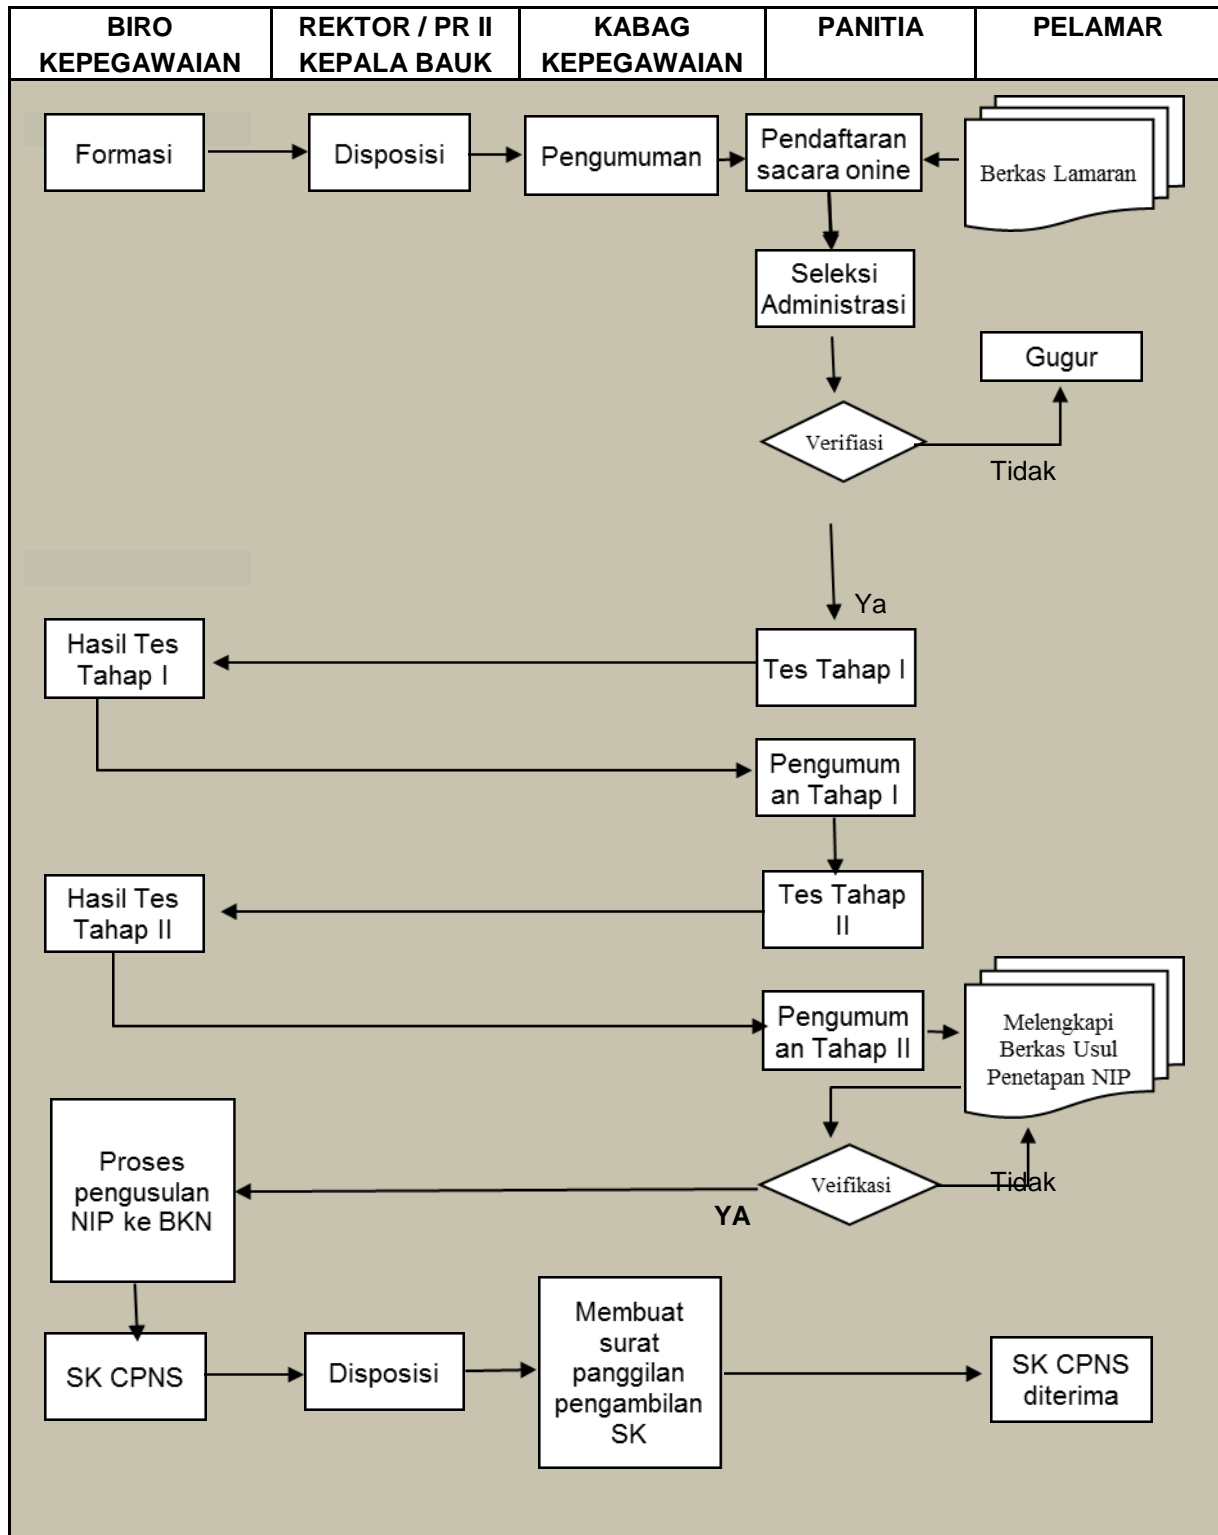 BIRO
KEPEGAWAIAN
REKTOR / PR II
KEPALA BAUK
KABAG
KEPEGAWAIAN
PANITIA
PELAMAR
Formasi
Disposisi
Pengumuman
Pendaftaran
sacara onine
Berkas Lamaran
Seleksi
Administrasi
Gugur
Verifiasi
Tidak
Ya
Hasil Tes
Tahap I
Tes Tahap I
Pengumum
an Tahap I
Hasil Tes
Tahap II
Tes Tahap
II
Pengumum
an Tahap II
Melengkapi
Berkas Usul
Penetapan NIP
Proses
pengusulan
NIP ke BKN
Veifikasi
Tidak
YA
SK CPNS
Disposisi
Membuat
surat
panggilan
pengambilan
SK
SK CPNS
diterima